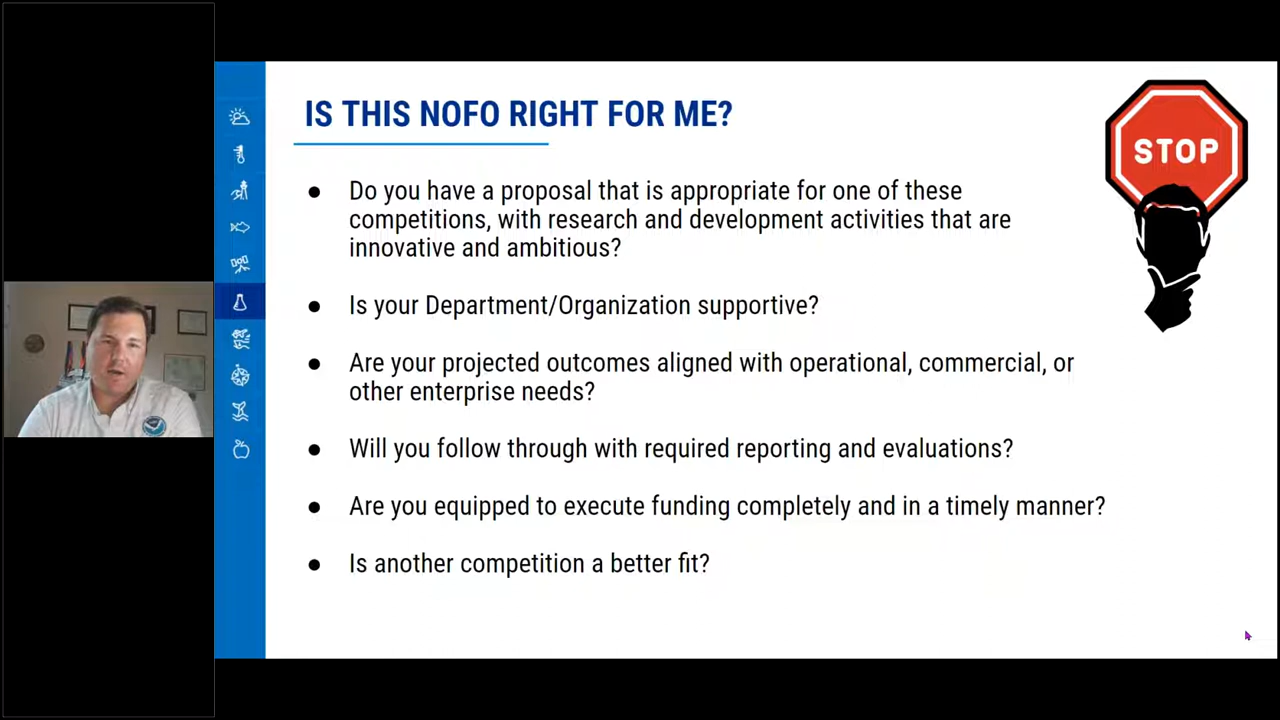 IS THIS NOFO RIGHT FOR ME?
STOP
● Do you have a proposal that is appropriate for one of these
competitions, with research and development activities that are
innovative and ambitious?
● Is your Department/Organization supportive?
● Are your projected outcomes aligned with operational, commercial, or
other enterprise needs?
● Will you follow through with required reporting and evaluations?
● Are you equipped to execute funding completely and in a timely manner?
● Is another competition a better fit?